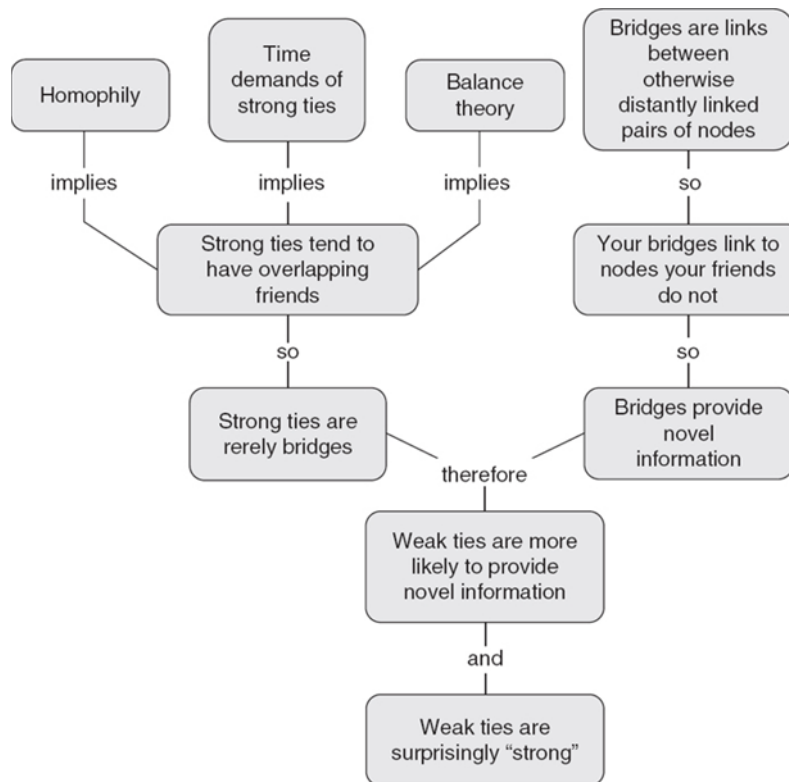 Homophily
Time
demands of
strong ties
Balance
theory
Bridges are links
between
otherwise
distantly linked
pairs of nodes
implies
implies
implies
so
Strong ties tend to
have overlapping
friends
Your bridges link to
nodes your friends
do not
so
so
Strong ties are
rerely bridges
Bridges provide
novel
information
therefore
Weak ties are more
likely to provide
novel information
and
Weak ties are
surprisingly “strong”